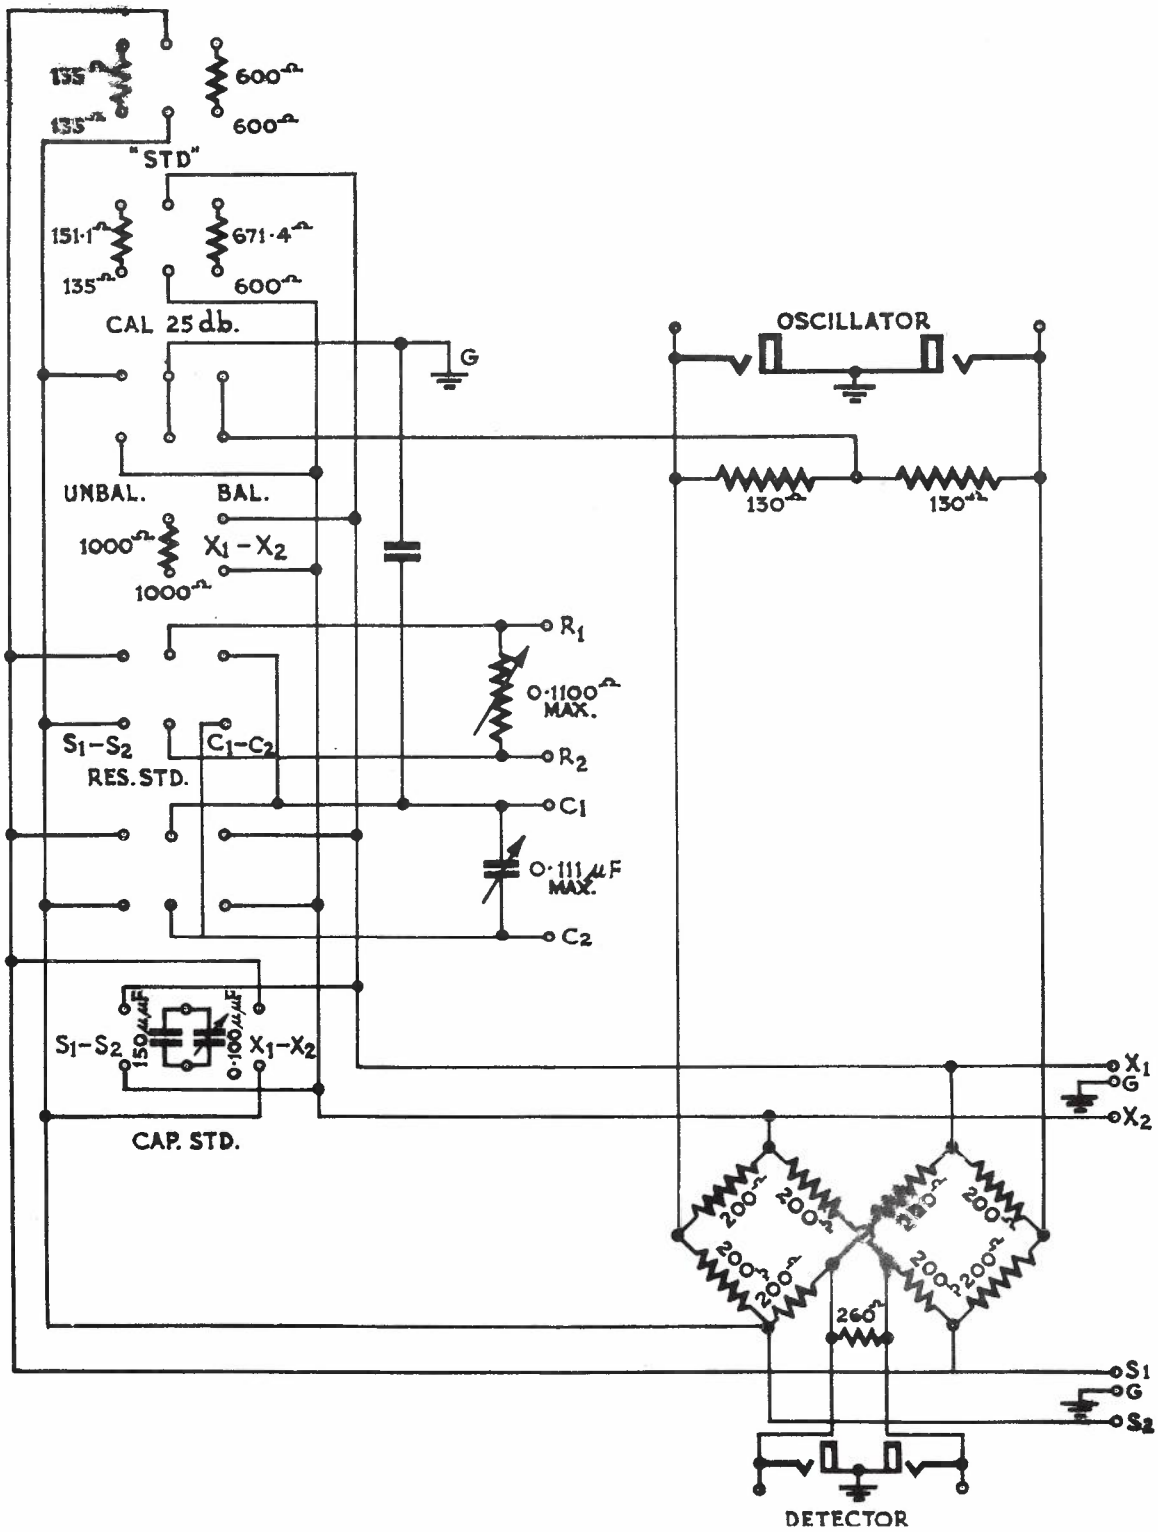 135Ω
600Ω
135Ω
600Ω
"STD"
151·1Ω
671·4Ω
135Ω
600Ω
CAL 25 db.
G
OSCILLATOR
130Ω
130Ω
UNBAL.
BAL.
1000Ω
X1-X2
1000Ω
R1
0·1100Ω
MAX.
S1-S2
C1-C2
R2
RES. STD.
C1
0·111 μF
MAX.
C2
S1-S2
150μμF
0·100μμF
X1-X2
X1
G
X2
CAP. STD.
200Ω
200Ω
200Ω
200Ω
200Ω
200Ω
200Ω
260Ω
S1
G
S2
DETECTOR